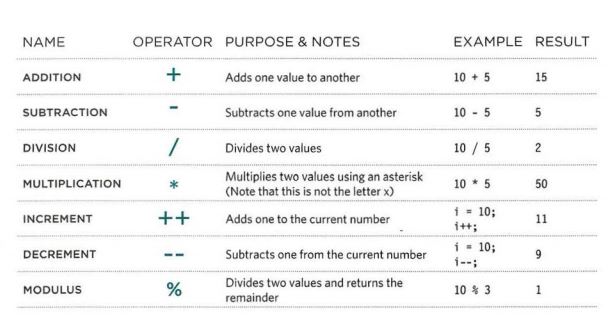 NAME OPERATOR PURPOSE & NOTES EXAMPLE RESULT
ADDITION + Adds one value to another 10 + 5 15
SUBTRACTION - Subtracts one value from another 10 - 5 5
DIVISION / Divides two values 10 / 5 2
MULTIPLICATION * Multiplies two values using an asterisk
(Note that this is not the letter x) 10 * 5 50
INCREMENT ++ Adds one to the current number i = 10;
i++; 11
DECREMENT -- Subtracts one from the current number i = 10;
i--; 9
MODULUS % Divides two values and returns the
remainder 10 % 3 1